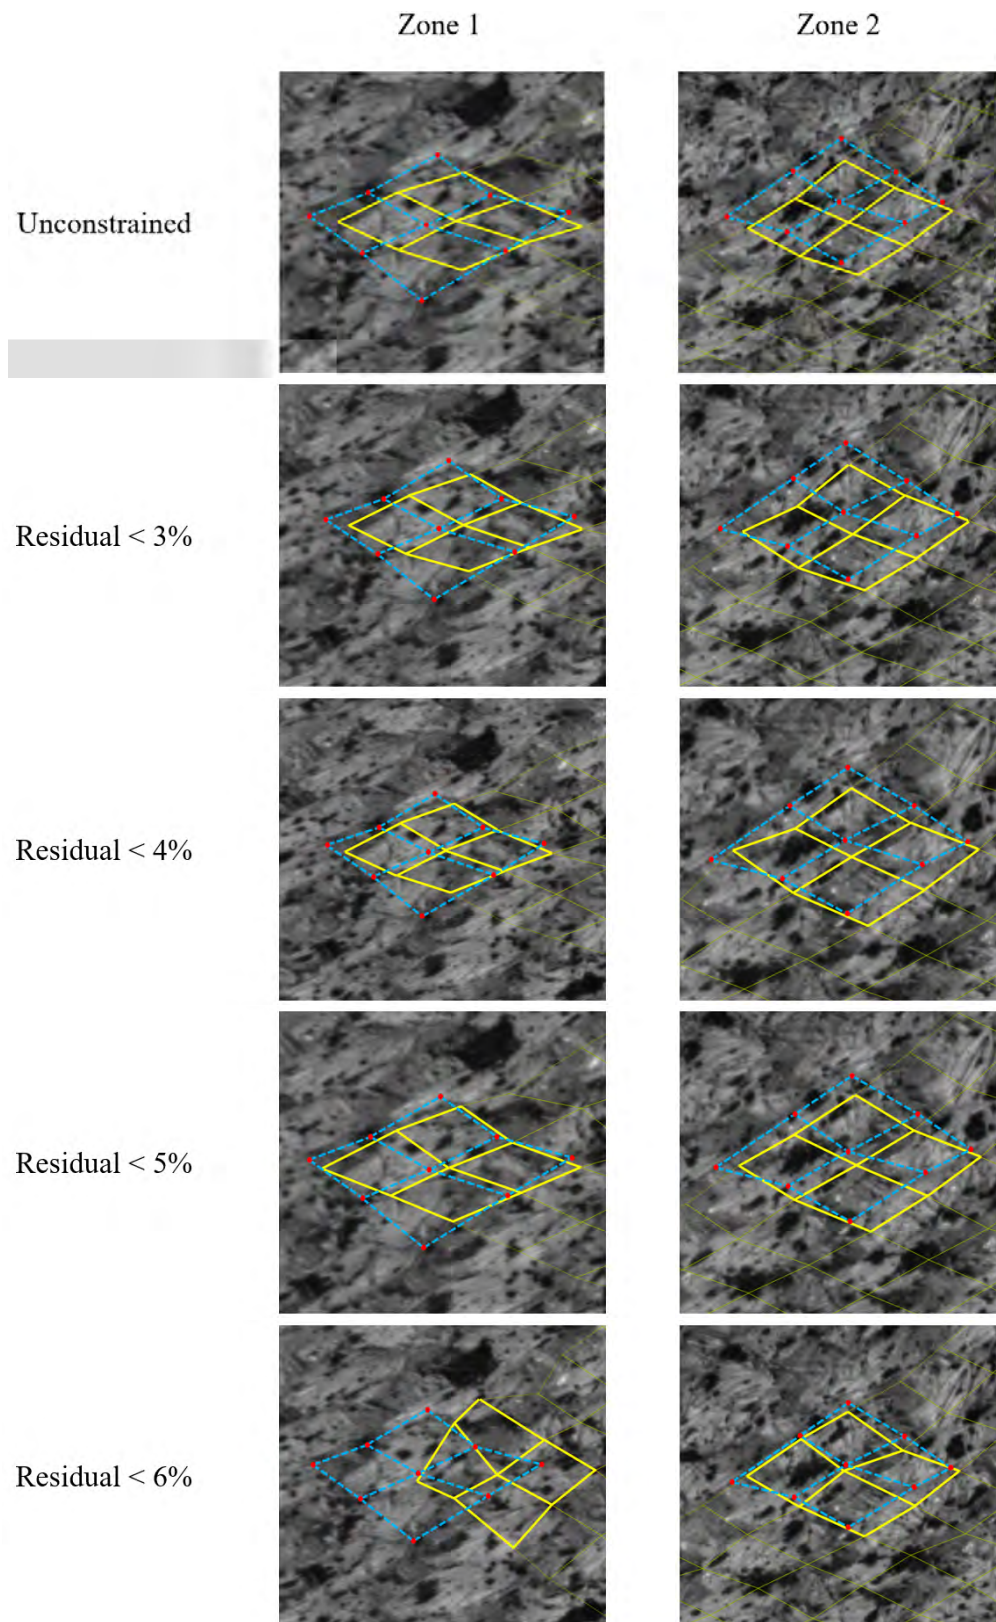 Zone 1 Zone 2
Unconstrained
Residual < 3%
Residual < 4%
Residual < 5%
Residual < 6%